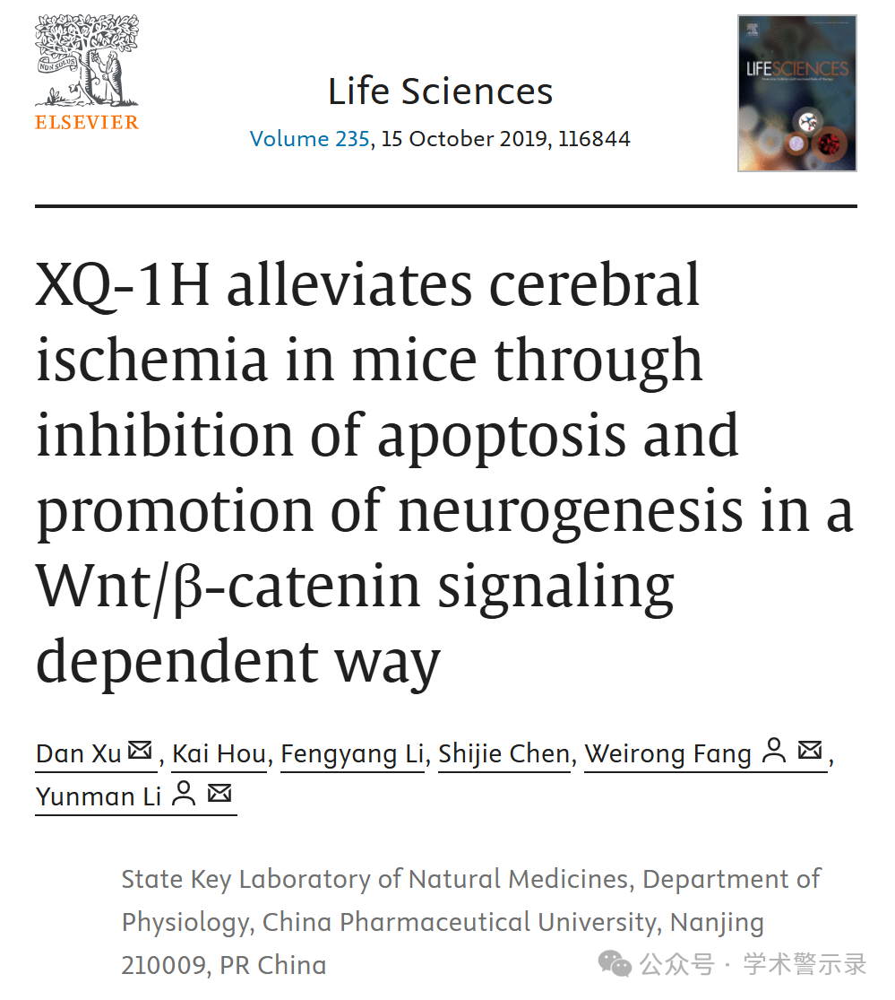 NON SOLUS
ELSEVIER
Life Sciences
Volume 235, 15 October 2019, 116844
LIFESCIENCES
XQ-1H alleviates cerebral
ischemia in mice through
inhibition of apoptosis and
promotion of neurogenesis in a
Wnt/β-catenin signaling
dependent way
Dan Xu, Kai Hou, Fengyang Li, Shijie Chen, Weirong Fang,
Yunman Li
State Key Laboratory of Natural Medicines, Department of
Physiology, China Pharmaceutical University, Nanjing
210009, PR China
公众号 · 学术警示录